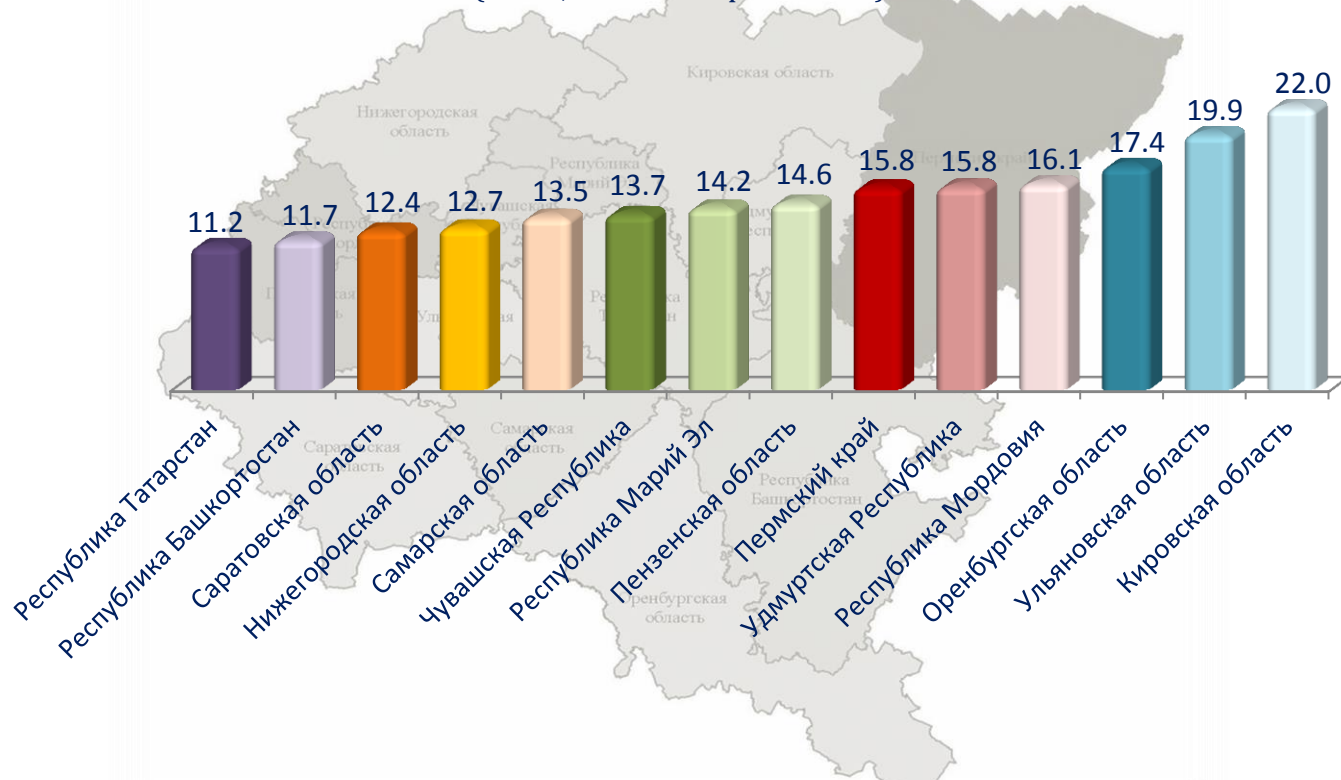 22.0
19.9
17.4
16.1
15.8
15.8
14.6
14.2
13.7
13.5
12.7
12.4
11.7
11.2
Кировская область
Нижегородская
область
Республика
Саратовская
область
Самарская
область
Республика
Башкортостан
Оренбургская
область
Республика Татарстан
Республика Башкортостан
Саратовская область
Нижегородская область
Самарская область
Чувашская Республика
Республика Марий Эл
Пензенская область
Пермский край
Удмуртская Республика
Республика Мордовия
Оренбургская область
Ульяновская область
Кировская область